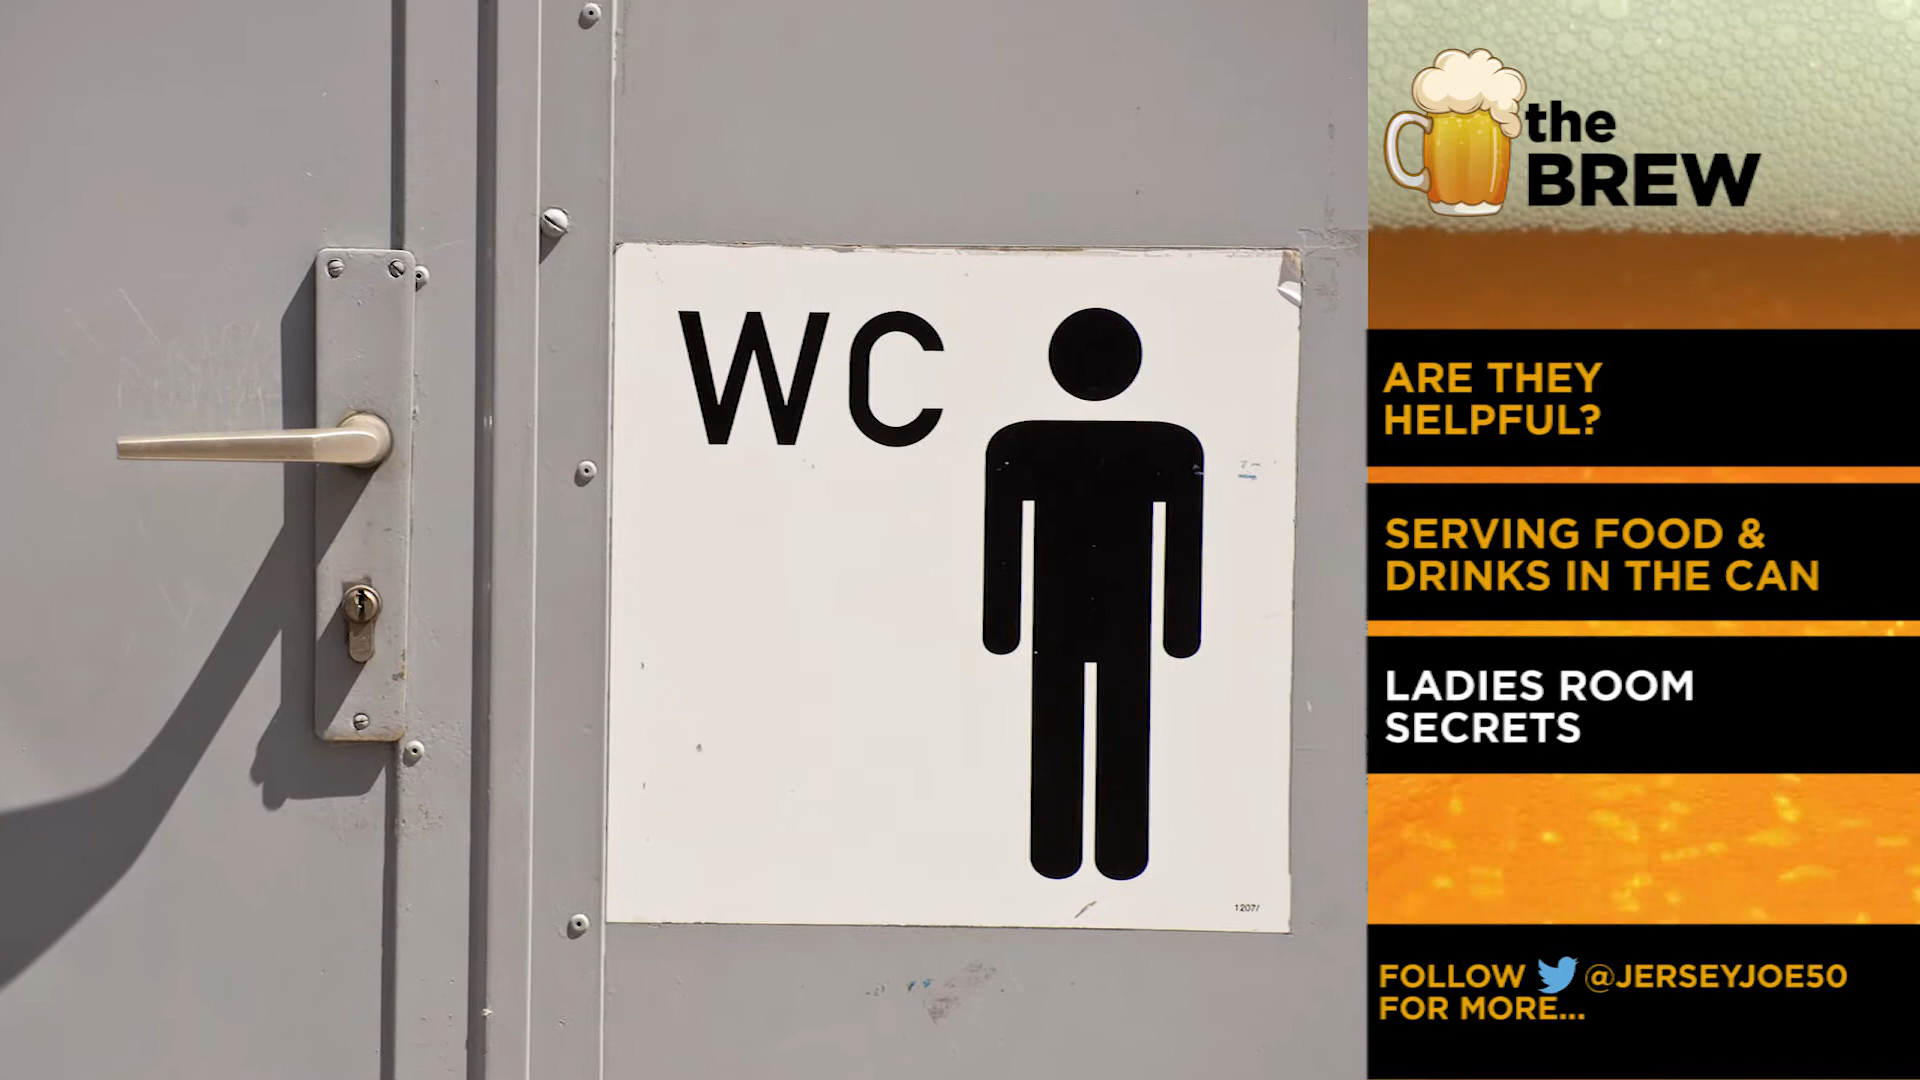 WC
1207/
the
BREW
ARE THEY
HELPFUL?
SERVING FOOD &
DRINKS IN THE CAN
LADIES ROOM
SECRETS
FOLLOW @JERSEYJOE50
FOR MORE...